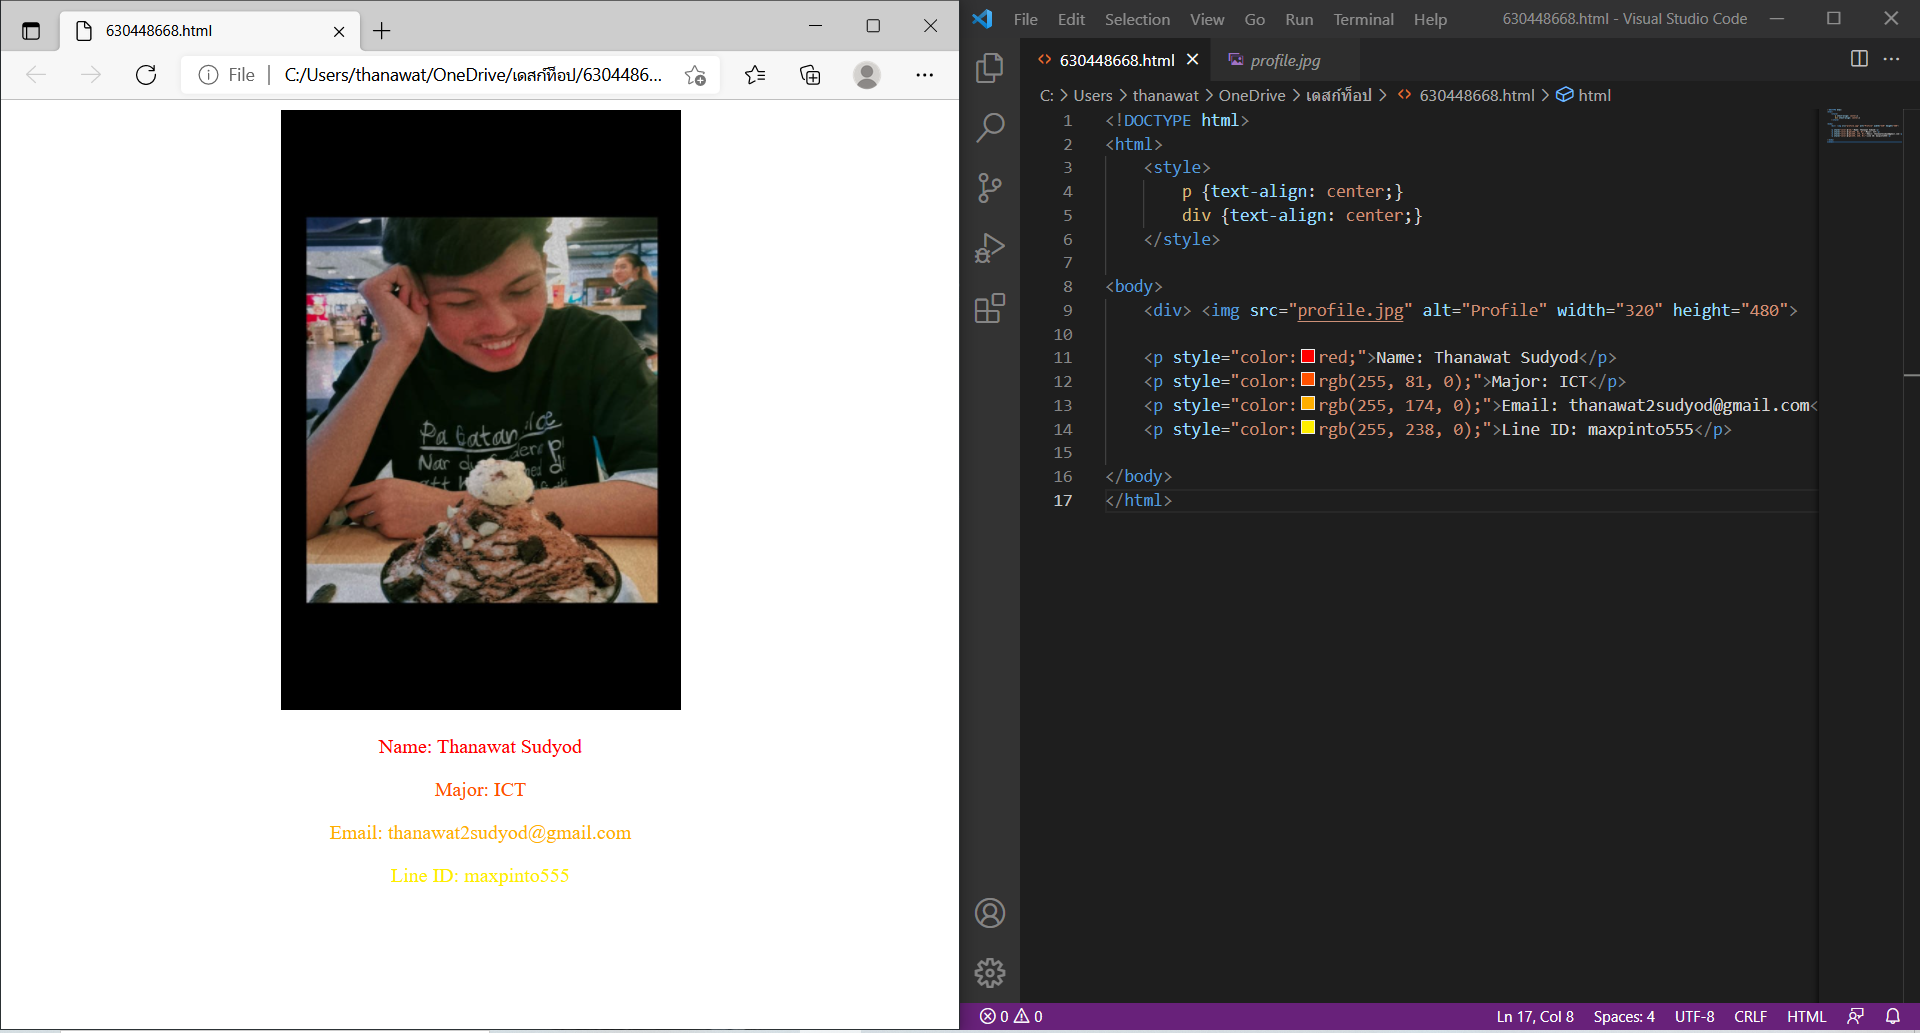 630448668.html
File
C:/Users/thanawat/OneDrive/เดสก์ท็อป/6304486...
Name: Thanawat Sudyod
Major: ICT
Email: thanawat2sudyod@gmail.com
Line ID: maxpinto555
File Edit Selection View Go Run Terminal Help
630448668.html - Visual Studio Code
630448668.html
profile.jpg
C: > Users > thanawat > OneDrive > เดสก์ท็อป > 630448668.html > html
1 <!DOCTYPE html>
2 <html>
3 <style>
4 p {text-align: center;}
5 div {text-align: center;}
6 </style>
7
8 <body>
9 <div> <img src="profile.jpg" alt="Profile" width="320" height="480">
10
11 <p style="color:red;">Name: Thanawat Sudyod</p>
12 <p style="color:rgb(255, 81, 0);">Major: ICT</p>
13 <p style="color:rgb(255, 174, 0);">Email: thanawat2sudyod@gmail.com<
14 <p style="color:rgb(255, 238, 0);">Line ID: maxpinto555</p>
15
16 </body>
17 </html>
0 0
Ln 17, Col 8 Spaces: 4 UTF-8 CRLF HTML